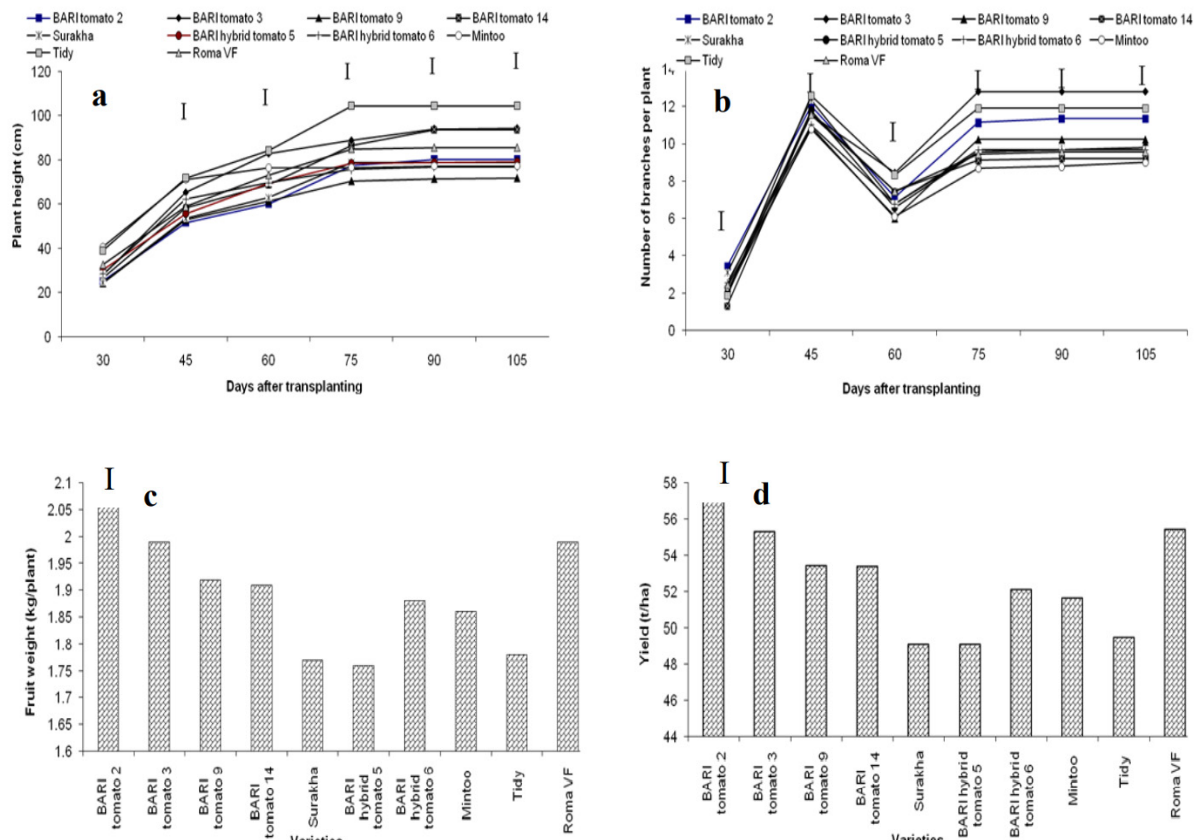 BARI tomato 2 BARI tomato 3 BARI tomato 9 BARI tomato 14
Surakha BARI hybrid tomato 5 BARI hybrid tomato 6 Mintoo
Tidy Roma VF
a
Plant height (cm)
120
100
80
60
40
20
0
30 45 60 75 90 105
Days after transplanting
BARI tomato 2 BARI tomato 3 BARI tomato 9 BARI tomato 14
Surakha BARI hybrid tomato 5 BARI hybrid tomato 6 Mintoo
Tidy Roma VF
b
Number of branches per plant
14
12
10
8
6
4
2
0
30 45 60 75 90 105
Days after transplanting
c
Fruit weight (kg/plant)
2.1
2.05
2
1.95
1.9
1.85
1.8
1.75
1.7
1.65
1.6
BARI
tomato 2
BARI
tomato 3
BARI
tomato 9
BARI
tomato 14
Surakha
BARI
hybrid
tomato 5
BARI
hybrid
tomato 6
Mintoo
Tidy
Roma VF
Varieties
d
Yield (t/ha)
58
56
54
52
50
48
46
44
BARI
tomato 2
BARI
tomato 3
BARI
tomato 9
BARI
tomato 14
Surakha
BARI hybrid
tomato 5
BARI hybrid
tomato 6
Mintoo
Tidy
Roma VF
Varieties